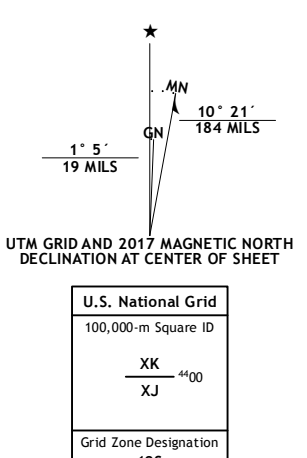 ★
MN
10° 21´
184 MILS
GN
1° 5´
19 MILS
UTM GRID AND 2017 MAGNETIC NORTH
DECLINATION AT CENTER OF SHEET
U.S. National Grid
100,000-m Square ID
XK
4400
XJ
Grid Zone Designation